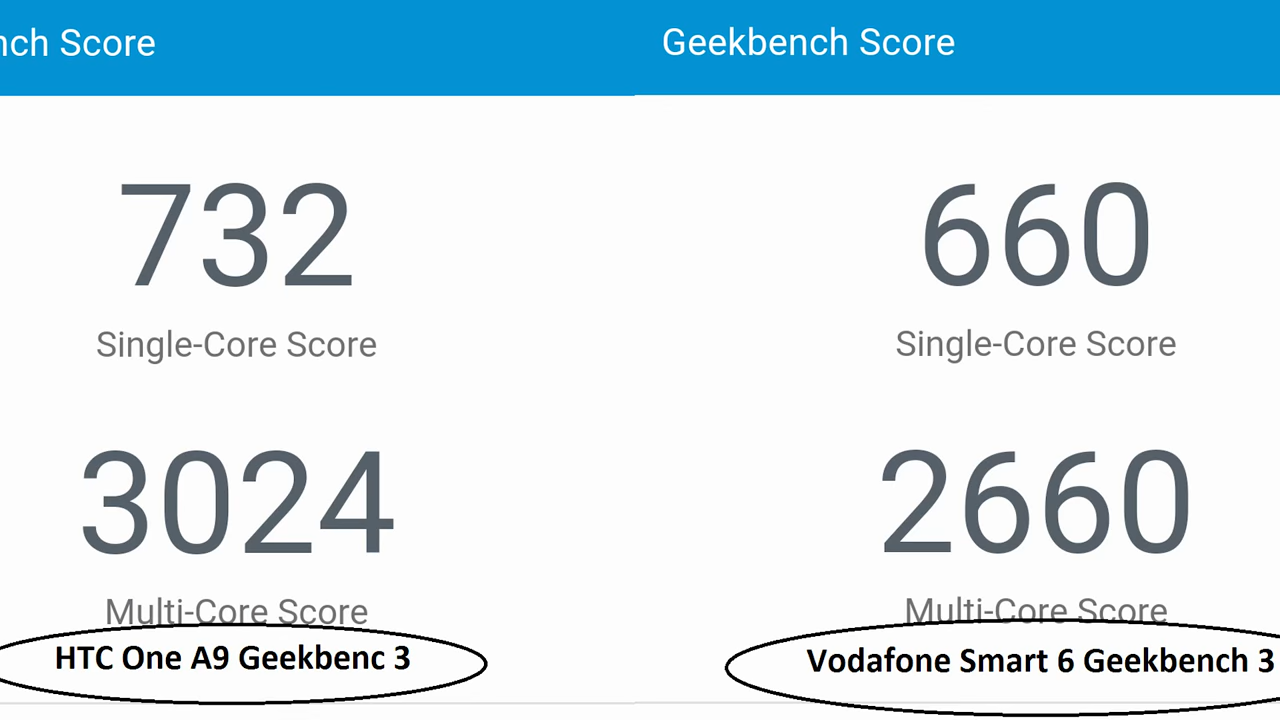 nch Score
732
Single-Core Score
3024
Multi-Core Score
HTC One A9 Geekbenc 3
Geekbench Score
660
Single-Core Score
2660
Multi-Core Score
Vodafone Smart 6 Geekbench 3